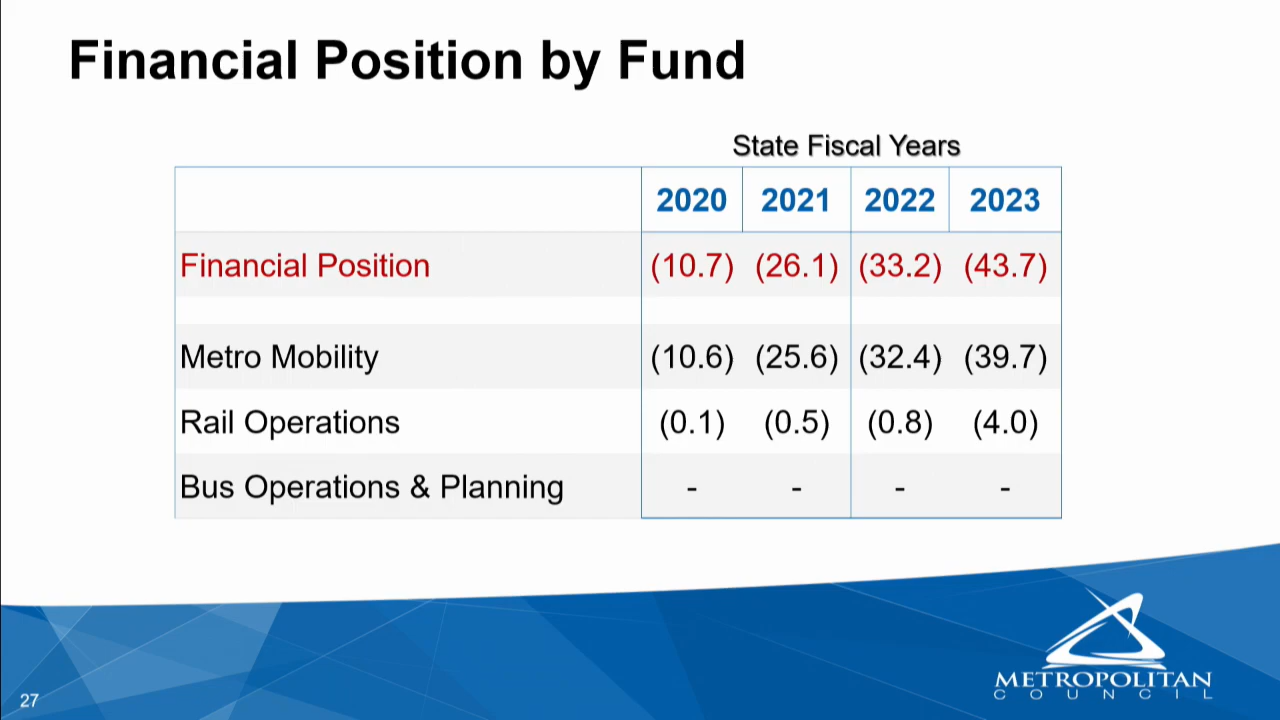 Financial Position by Fund
State Fiscal Years
2020 2021 2022 2023
Financial Position (10.7) (26.1) (33.2) (43.7)
Metro Mobility (10.6) (25.6) (32.4) (39.7)
Rail Operations (0.1) (0.5) (0.8) (4.0)
Bus Operations & Planning - - - -
METROPOLITAN
COUNCIL
27